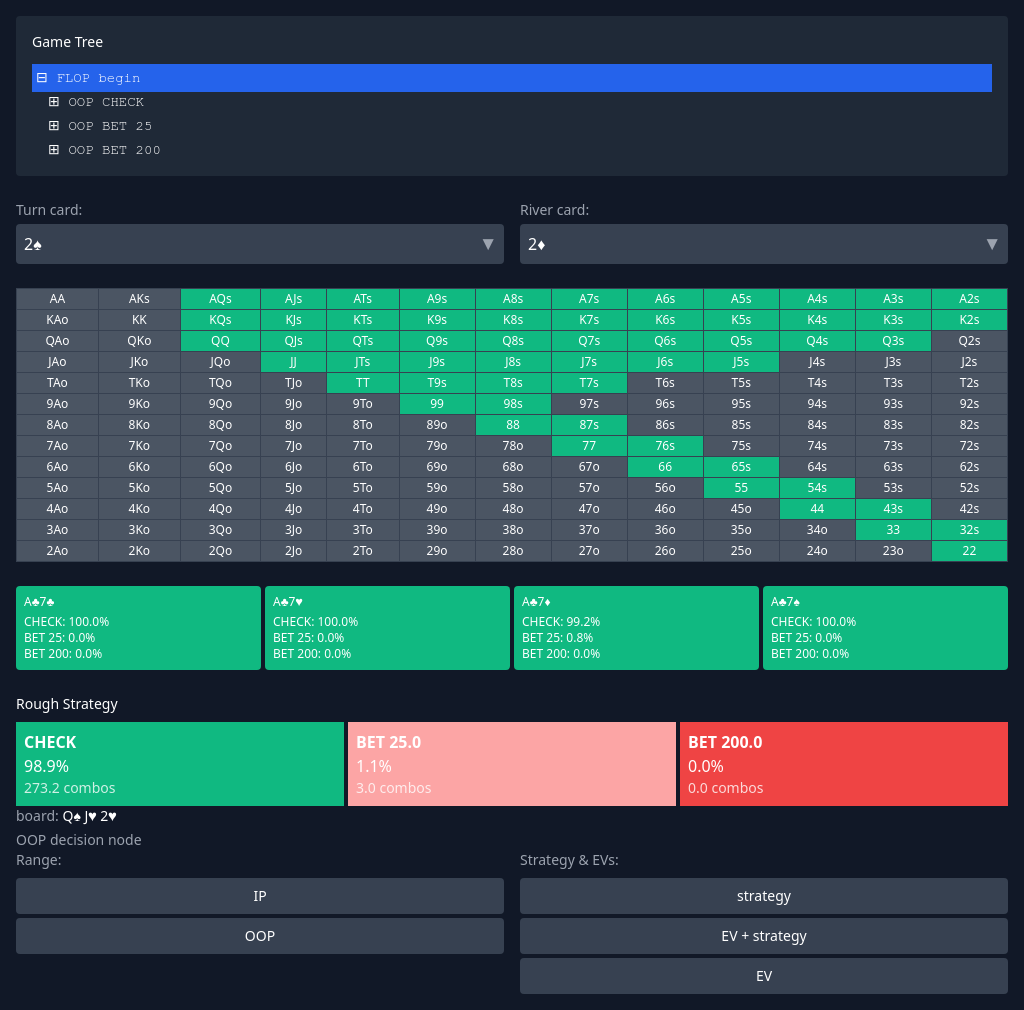 Game Tree
⊟ FLOP begin
⊞ OOP CHECK
⊞ OOP BET 25
⊞ OOP BET 200
Turn card: River card:
2♠ ▼ 2♦ ▼
AA AKs AQs AJs ATs A9s A8s A7s A6s A5s A4s A3s A2s
KAo KK KQs KJs KTs K9s K8s K7s K6s K5s K4s K3s K2s
QAo QKo QQ QJs QTs Q9s Q8s Q7s Q6s Q5s Q4s Q3s Q2s
JAo JKo JQo JJ JTs J9s J8s J7s J6s J5s J4s J3s J2s
TAo TKo TQo TJo TT T9s T8s T7s T6s T5s T4s T3s T2s
9Ao 9Ko 9Qo 9Jo 9To 99 98s 97s 96s 95s 94s 93s 92s
8Ao 8Ko 8Qo 8Jo 8To 89o 88 87s 86s 85s 84s 83s 82s
7Ao 7Ko 7Qo 7Jo 7To 79o 78o 77 76s 75s 74s 73s 72s
6Ao 6Ko 6Qo 6Jo 6To 69o 68o 67o 66 65s 64s 63s 62s
5Ao 5Ko 5Qo 5Jo 5To 59o 58o 57o 56o 55 54s 53s 52s
4Ao 4Ko 4Qo 4Jo 4To 49o 48o 47o 46o 45o 44 43s 42s
3Ao 3Ko 3Qo 3Jo 3To 39o 38o 37o 36o 35o 34o 33 32s
2Ao 2Ko 2Qo 2Jo 2To 29o 28o 27o 26o 25o 24o 23o 22
A♣7♣ A♣7♥ A♣7♦ A♣7♠
CHECK: 100.0% CHECK: 100.0% CHECK: 99.2% CHECK: 100.0%
BET 25: 0.0% BET 25: 0.0% BET 25: 0.8% BET 25: 0.0%
BET 200: 0.0% BET 200: 0.0% BET 200: 0.0% BET 200: 0.0%
Rough Strategy
CHECK BET 25.0 BET 200.0
98.9% 1.1% 0.0%
273.2 combos 3.0 combos 0.0 combos
board: Q♠ J♥ 2♥
OOP decision node
Range: Strategy & EVs:
IP strategy
OOP EV + strategy
EV